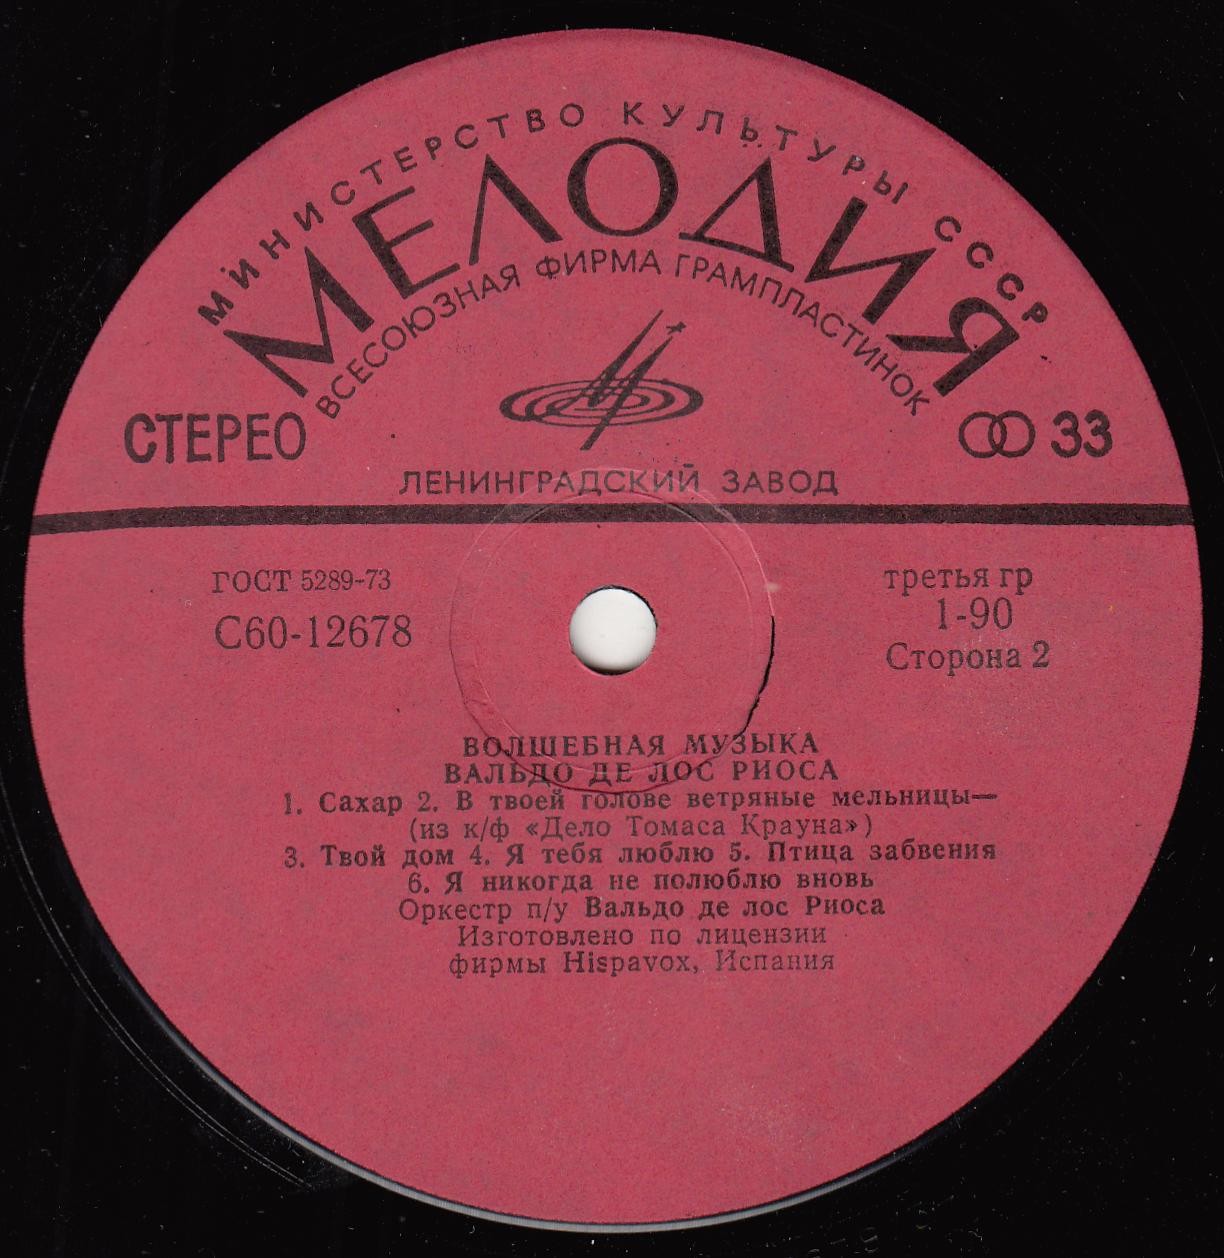 МИНИСТЕРСТВО КУЛЬТУРЫ СССР
МЕЛОДИЯ
ВСЕСОЮЗНАЯ ФИРМА ГРАМПЛАСТИНОК
СТЕРЕО
33
ЛЕНИНГРАДСКИЙ ЗАВОД
ГОСТ 5289-73
С60-12678
третья гр
1-90
Сторона 2
ВОЛШЕБНАЯ МУЗЫКА
ВАЛЬДО ДЕ ЛОС РИОСА
1. Сахар 2. В твоей голове ветряные мельницы—
(из к/ф «Дело Томаса Крауна»)
3. Твой дом 4. Я тебя люблю 5. Птица забвения
6. Я никогда не полюблю вновь
Оркестр п/у Вальдо де лос Риоса
Изготовлено по лицензии
фирмы Hispavox, Испания